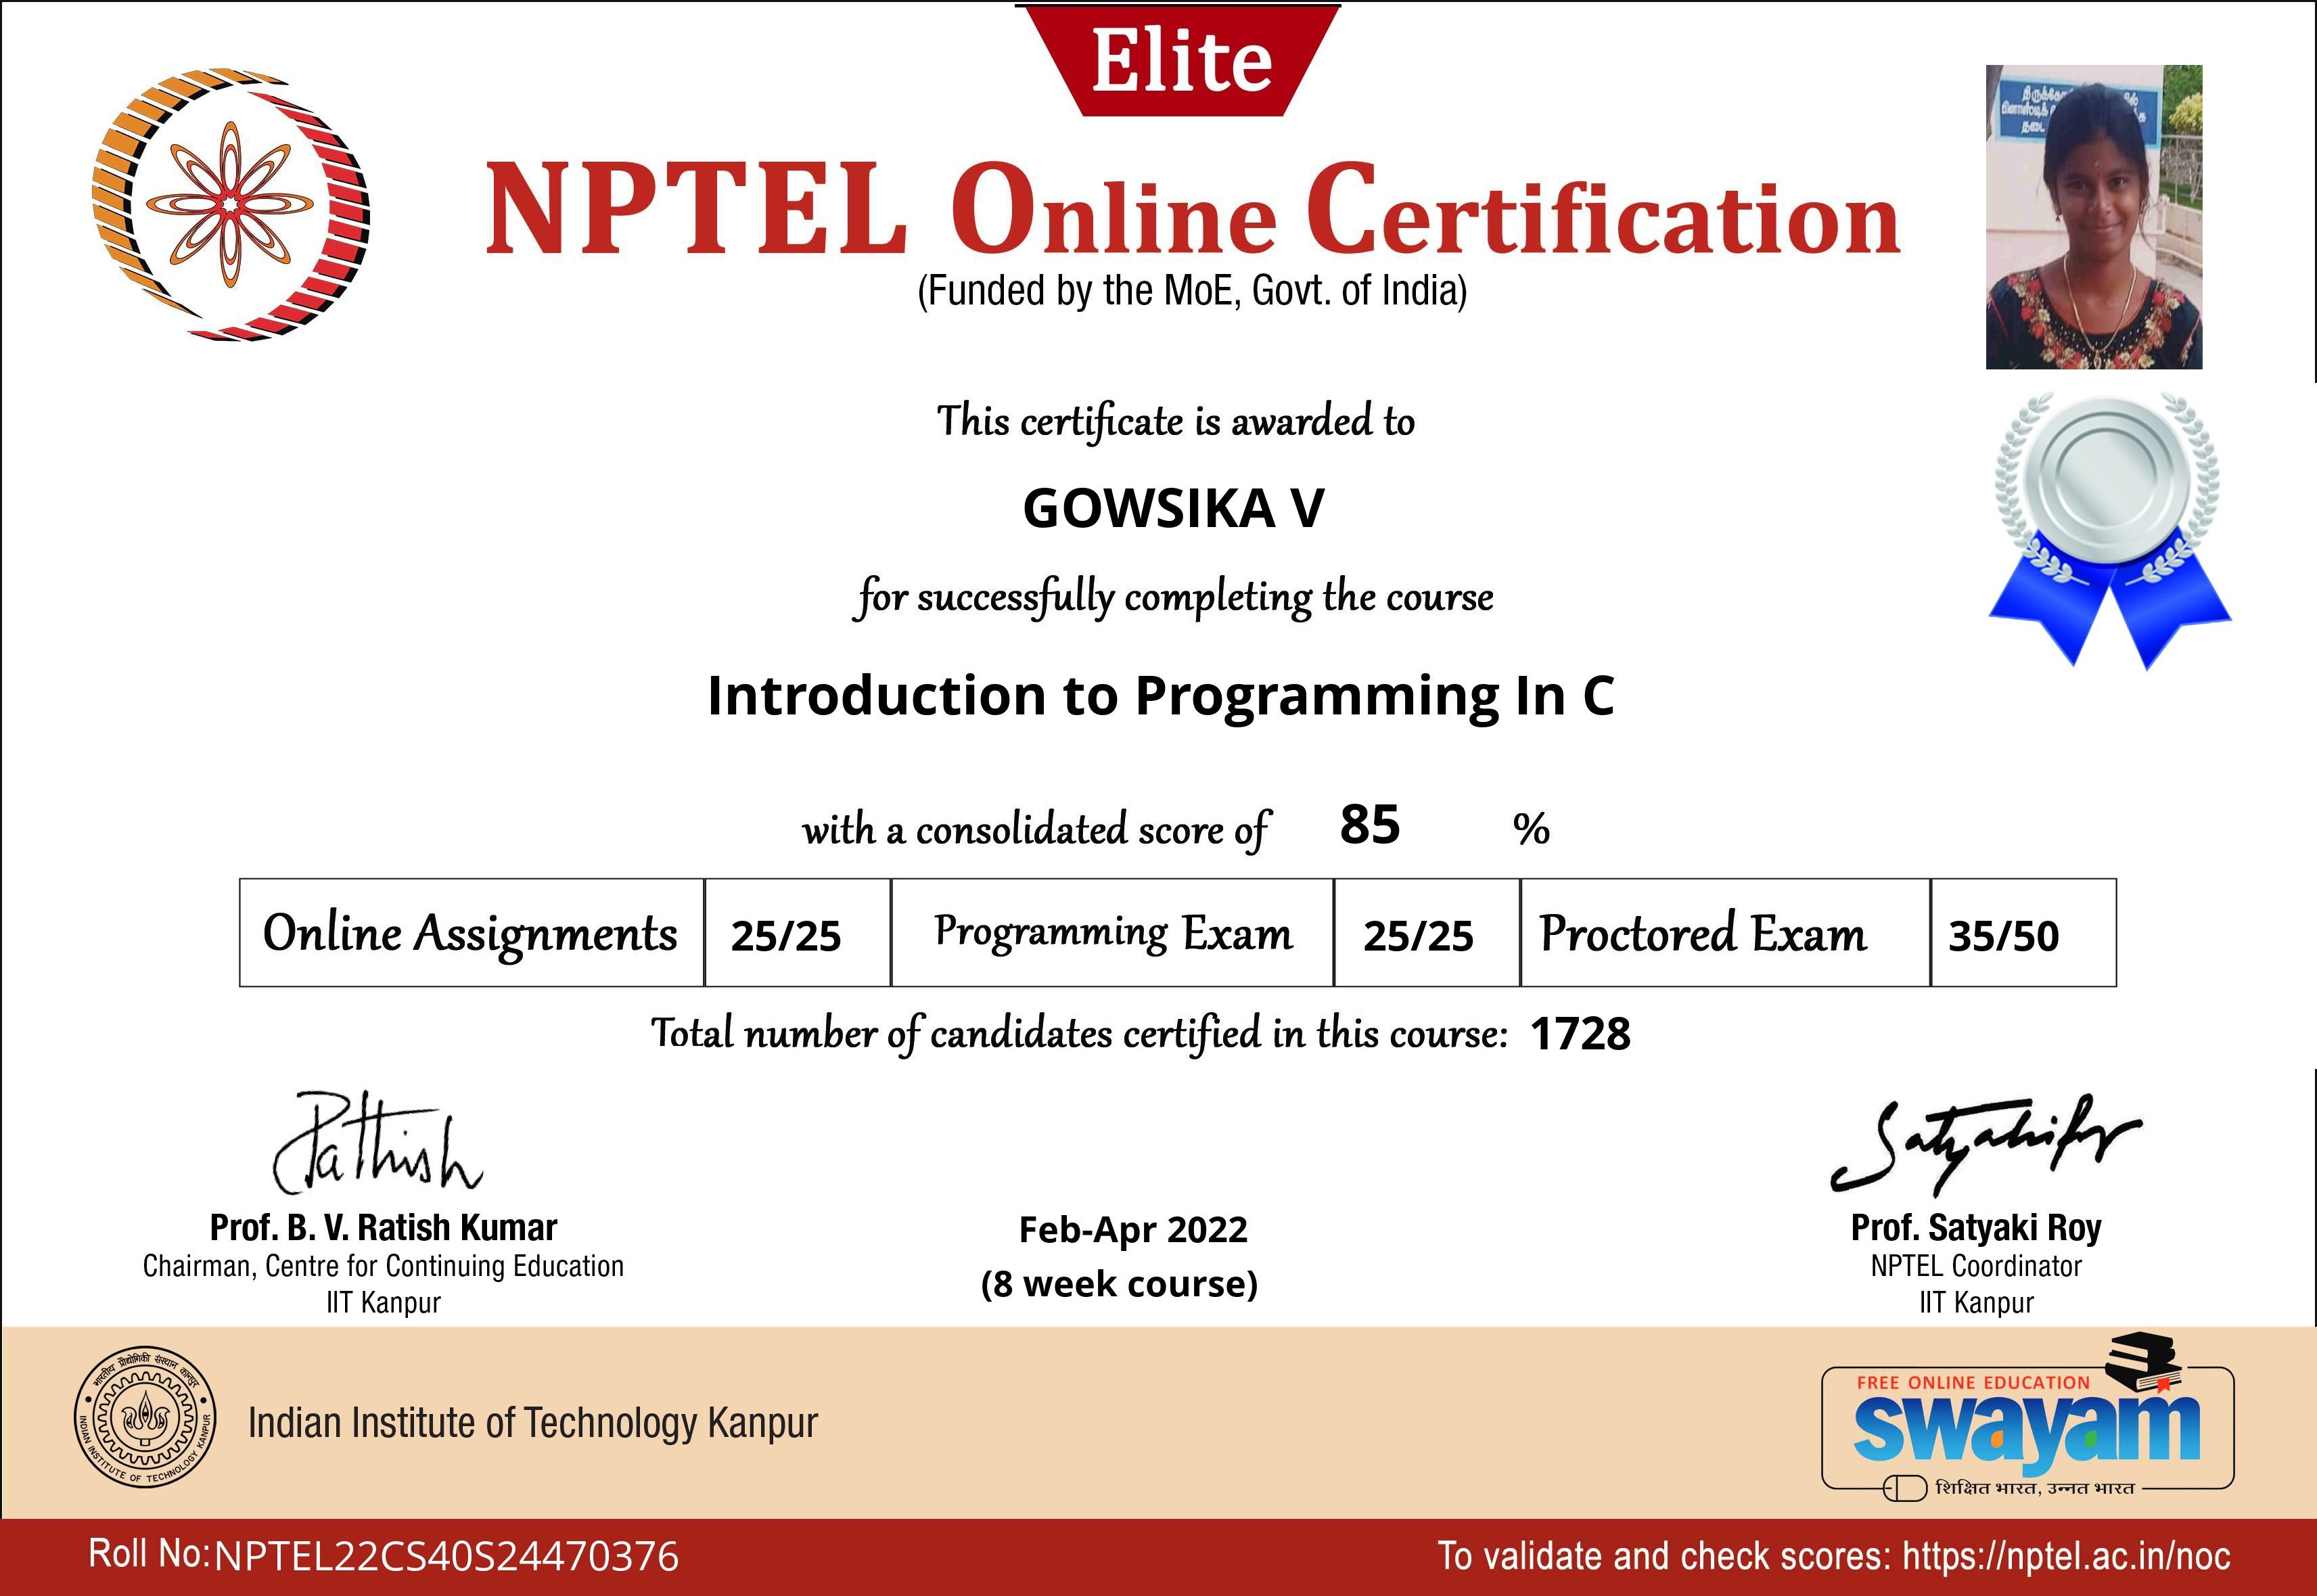 Elite
NPTEL Online Certification
(Funded by the MoE, Govt. of India)
This certificate is awarded to
GOWSIKA V
for successfully completing the course
Introduction to Programming In C
with a consolidated score of 85 %
Online Assignments 25/25 Programming Exam 25/25 Proctored Exam 35/50
Total number of candidates certified in this course: 1728
Prof. B. V. Ratish Kumar
Chairman, Centre for Continuing Education
IIT Kanpur
Feb-Apr 2022
(8 week course)
Prof. Satyaki Roy
NPTEL Coordinator
IIT Kanpur
भारतीय प्रौद्योगिकी संस्थान कानपुर
INDIAN INSTITUTE OF TECHNOLOGY KANPUR
Indian Institute of Technology Kanpur
FREE ONLINE EDUCATION
swayam
शिक्षित भारत, उन्नत भारत
Roll No:NPTEL22CS40S24470376
To validate and check scores: https://nptel.ac.in/noc